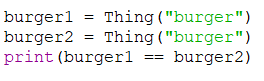 burger1 = Thing("burger")
burger2 = Thing("burger")
print(burger1 == burger2)